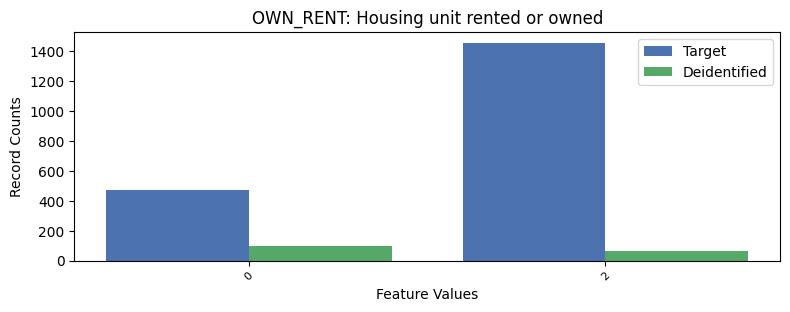 OWN_RENT: Housing unit rented or owned
Target
Deidentified
Record Counts
1400
1200
1000
800
600
400
200
0
0
2
Feature Values